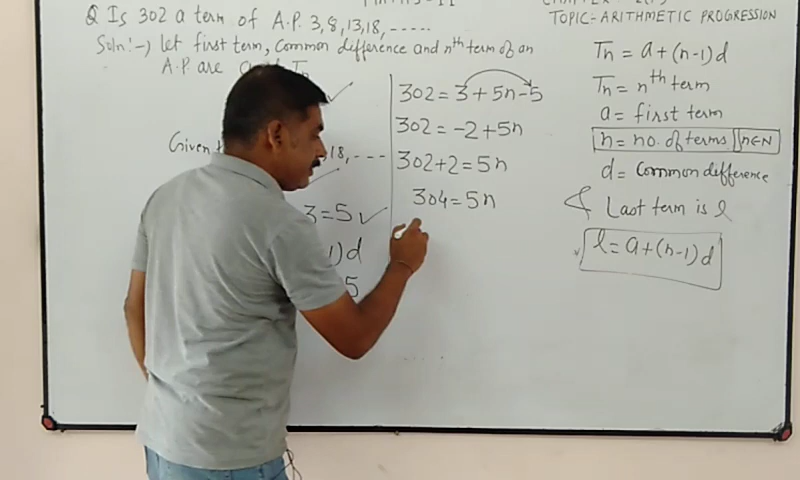 Q Is 302 a term of A.P. 3, 8, 13, 18, -----
Soln:-) let first term, Common difference and nth term of an
A.P. are
Given
18, ---
3=5 ✓
1)d
5
302 = 3 + 5n - 5
302 = -2 + 5n
302+2 = 5n
304 = 5n
TOPIC = ARITHMETIC PROGRESSION
Tn = a + (n-1)d
Tn = nth term
a = first term
n = no. of terms n∈N
d = Common difference
Last term is l
* l = a + (n-1)d